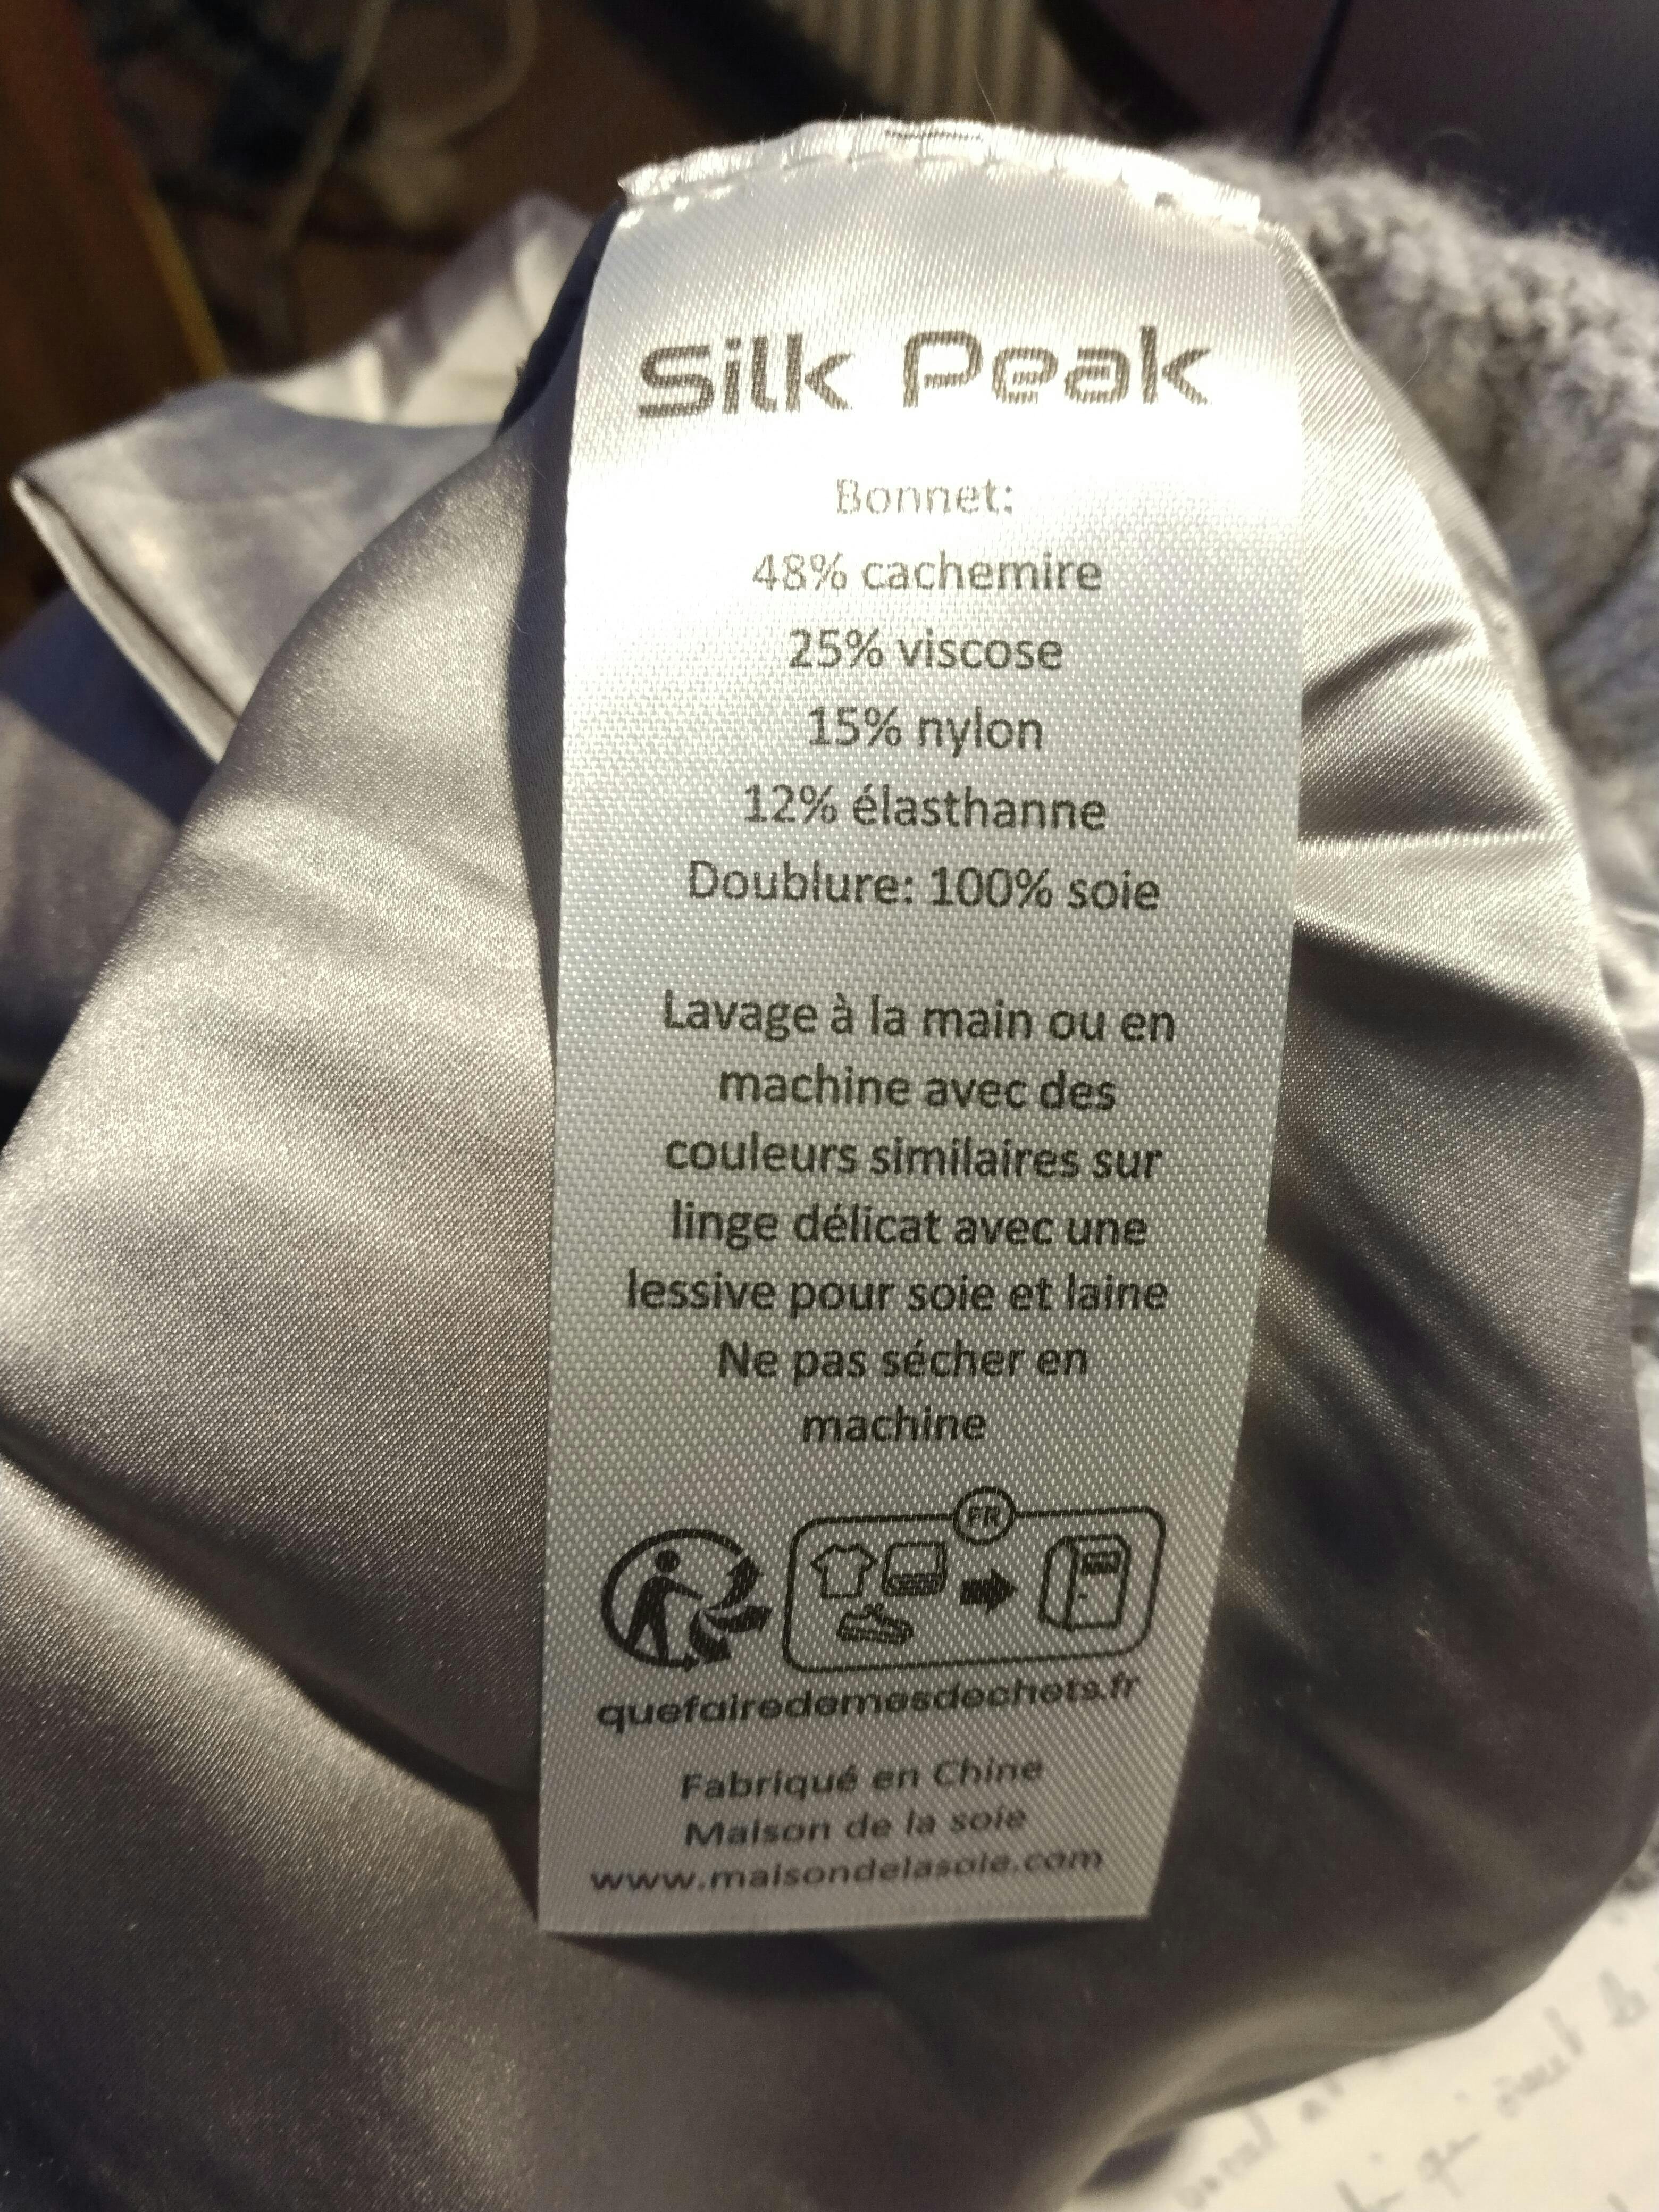 Silk Peak
Bonnet:
48% cachemire
25% viscose
15% nylon
12% élasthanne
Doublure: 100% soie
Lavage à la main ou en
machine avec des
couleurs similaires sur
linge délicat avec une
lessive pour soie et laine
Ne pas sécher en
machine
FR
quefairedemesdechets.fr
Fabriqué en Chine
Maison de la soie
www.maisondelasoie.com
qui